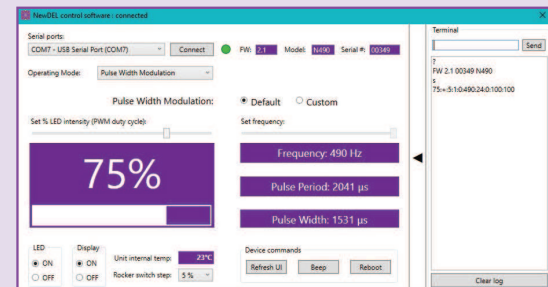 NewDEL control software : connected
Serial ports:
COM7 - USB Serial Port (COM7)
Connect
FW: 2.1 Model: N490 Serial #: 00349
Operating Mode: Pulse Width Modulation
Pulse Width Modulation: Default Custom
Set % LED intensity (PWM duty cycle):
75%
Set frequency:
Frequency: 490 Hz
Pulse Period: 2041 µs
Pulse Width: 1531 µs
LED
ON
OFF
Display
ON
OFF
Unit internal temp: 23°C
Rocker switch step: 5 %
Device commands
Refresh UI Beep Reboot
Terminal
Send
?
FW 2.1 00349 N490
s
75:+:5:1:0:490:24:0:100:100
Clear log